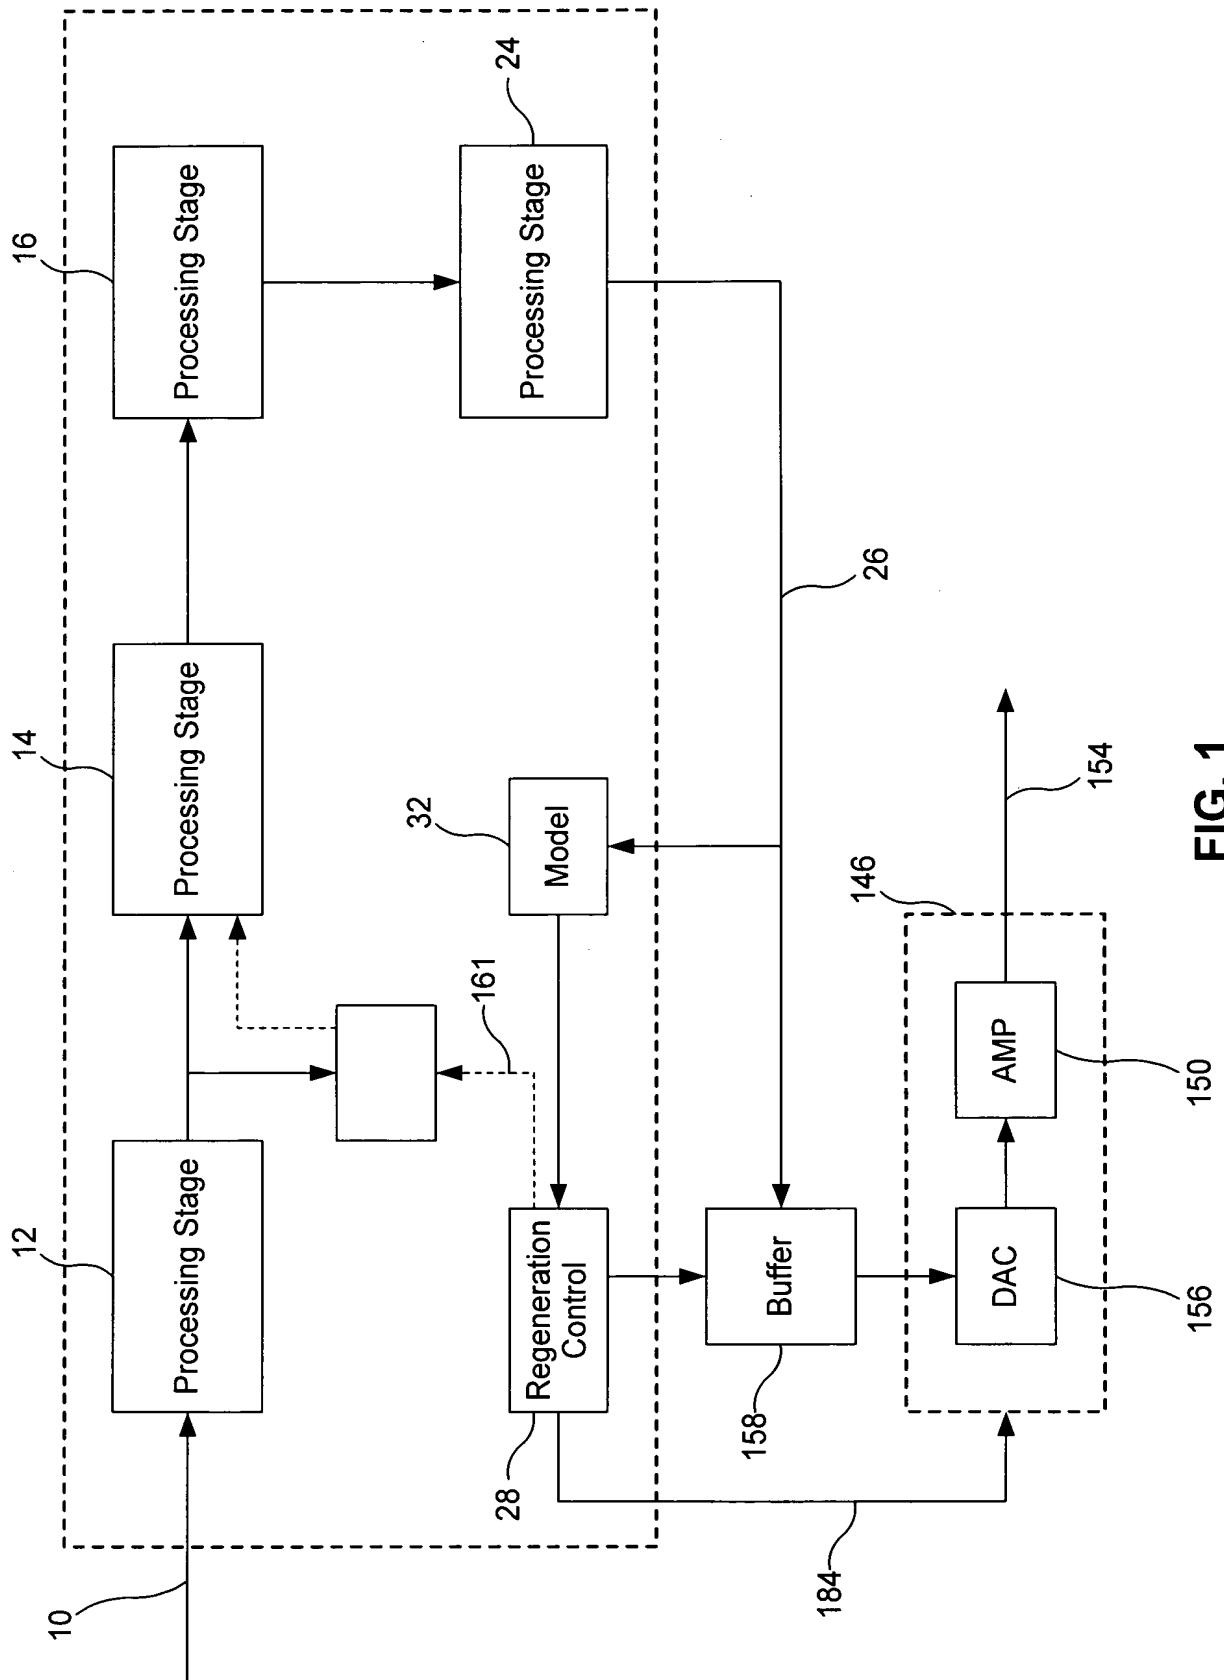 12
14
16
10
Processing Stage
Processing Stage
Processing Stage
32
161
24
28
Regeneration
Control
Model
Processing Stage
158
Buffer
26
184
146
DAC
AMP
154
156
150
FIG. 1